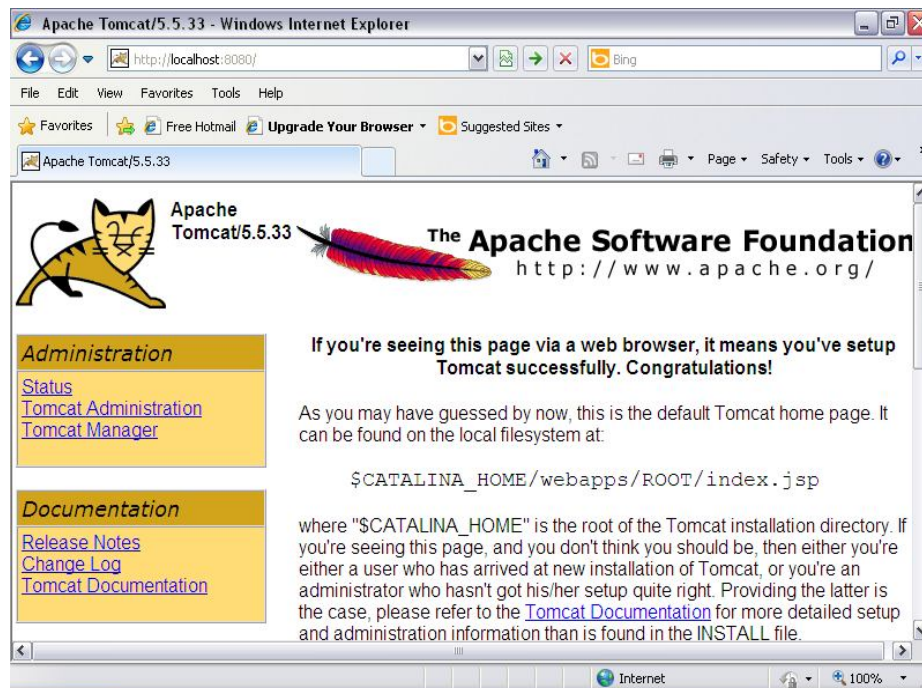 Apache Tomcat/5.5.33 - Windows Internet Explorer
http://localhost:8080/
Bing
File Edit View Favorites Tools Help
Favorites Free Hotmail Upgrade Your Browser Suggested Sites
Apache Tomcat/5.5.33 Page Safety Tools
Apache
Tomcat/5.5.33
The Apache Software Foundation
http://www.apache.org/
Administration
Status
Tomcat Administration
Tomcat Manager
Documentation
Release Notes
Change Log
Tomcat Documentation
If you're seeing this page via a web browser, it means you've setup
Tomcat successfully. Congratulations!
As you may have guessed by now, this is the default Tomcat home page. It
can be found on the local filesystem at:
$CATALINA_HOME/webapps/ROOT/index.jsp
where "$CATALINA_HOME" is the root of the Tomcat installation directory. If
you're seeing this page, and you don't think you should be, then either you're
either a user who has arrived at new installation of Tomcat, or you're an
administrator who hasn't got his/her setup quite right. Providing the latter is
the case, please refer to the Tomcat Documentation for more detailed setup
and administration information than is found in the INSTALL file.
Internet 100%